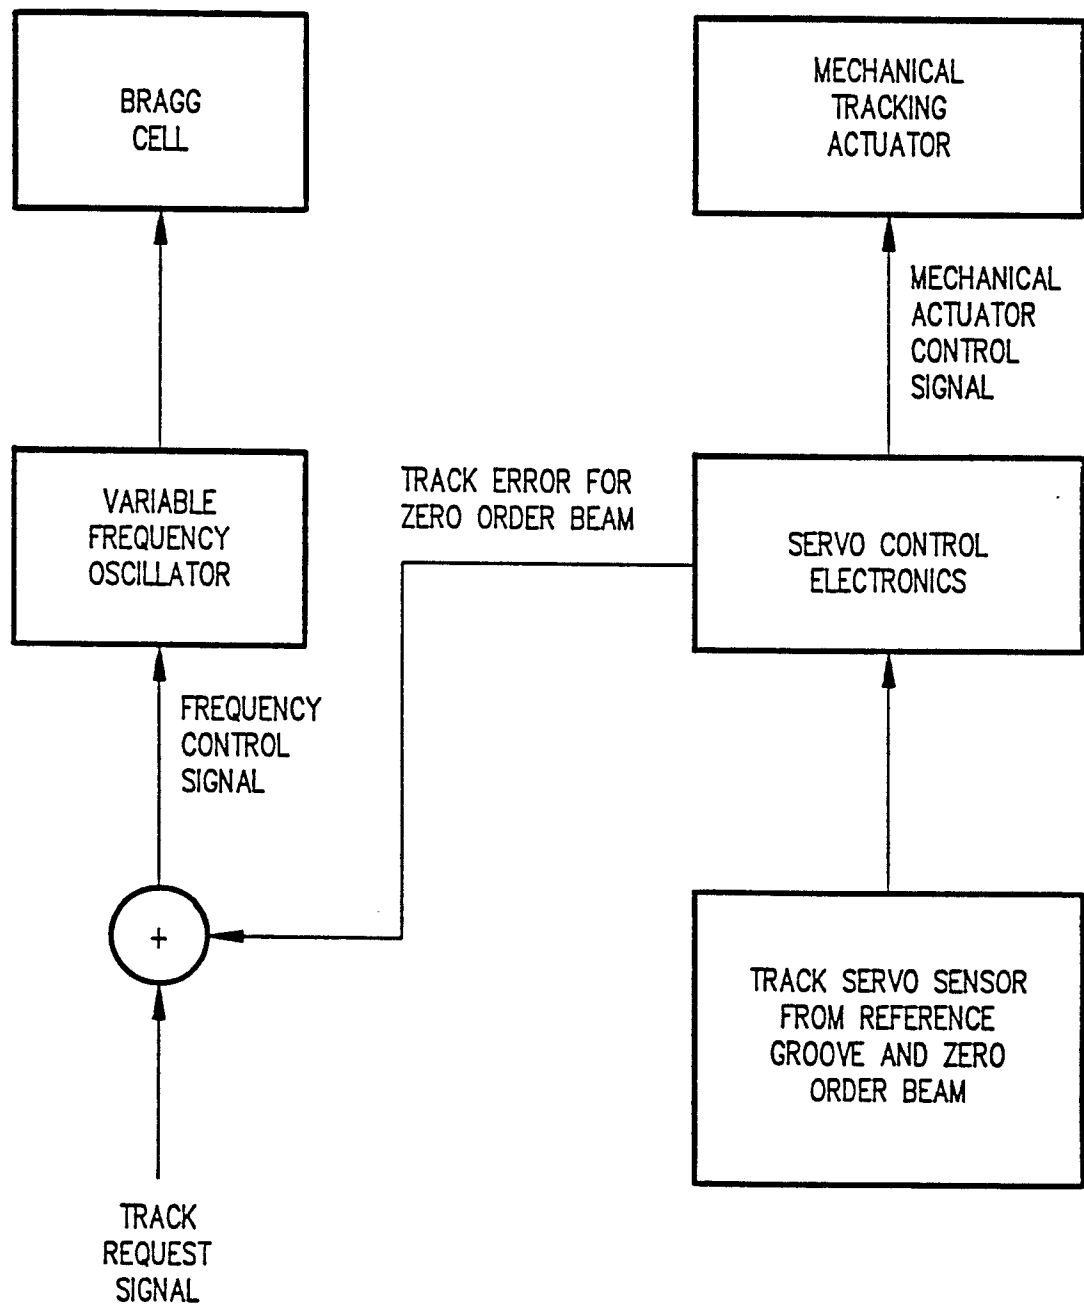 BRAGG
CELL
MECHANICAL
TRACKING
ACTUATOR
MECHANICAL
ACTUATOR
CONTROL
SIGNAL
VARIABLE
FREQUENCY
OSCILLATOR
TRACK ERROR FOR
ZERO ORDER BEAM
SERVO CONTROL
ELECTRONICS
FREQUENCY
CONTROL
SIGNAL
+
TRACK SERVO SENSOR
FROM REFERENCE
GROOVE AND ZERO
ORDER BEAM
TRACK
REQUEST
SIGNAL